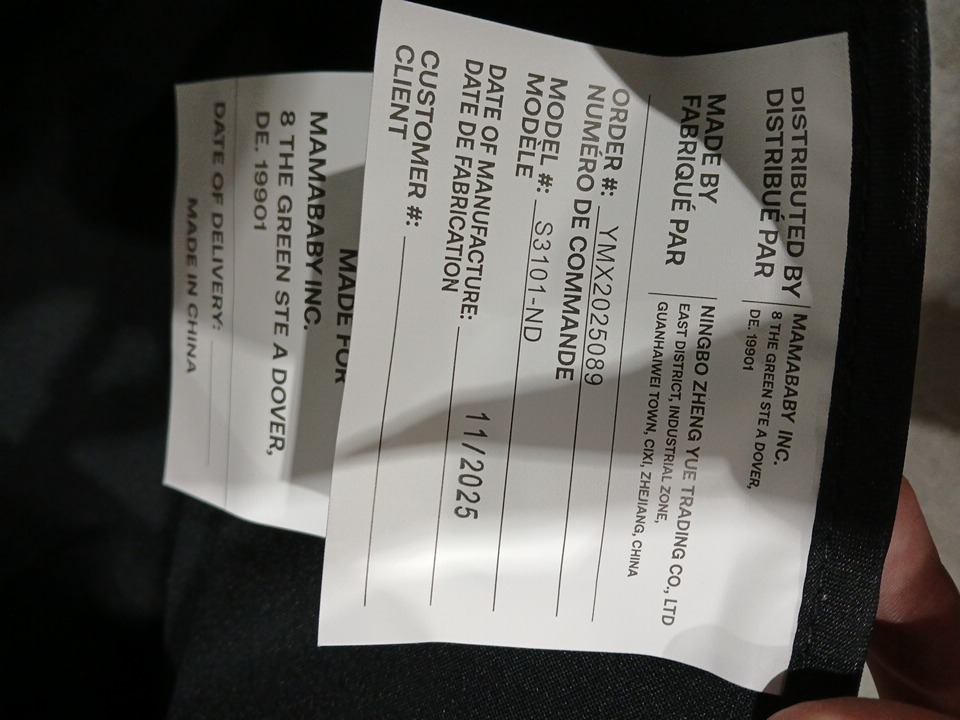 DISTRIBUTED BY
DISTRIBUÉ PAR
MAMABABY INC.
8 THE GREEN STE A DOVER,
DE. 19901
MADE BY
FABRIQUÉ PAR
NINGBO ZHENG YUE TRADING CO., LTD
EAST DISTRICT, INDUSTRIAL ZONE,
GUANHAIWEI TOWN, CIXI, ZHEJIANG, CHINA
ORDER #: YMX2025089
NUMÉRO DE COMMANDE
MODEL #: S3101-ND
MODÈLE
DATE OF MANUFACTURE: 11/2025
DATE DE FABRICATION
CUSTOMER #:
CLIENT
MADE FOR
MAMABABY INC.
8 THE GREEN STE A DOVER,
DE. 19901
DATE OF DELIVERY:
MADE IN CHINA